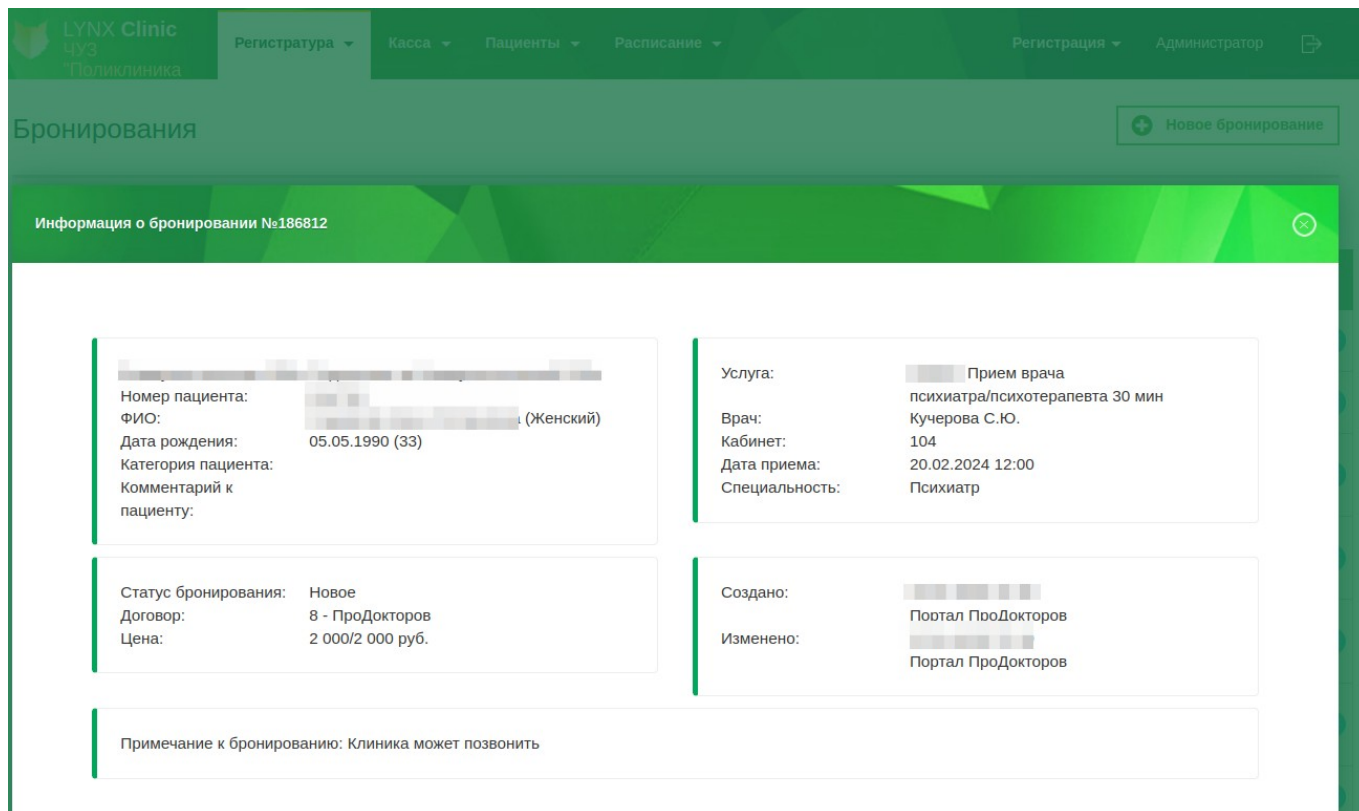 LYNX Clinic
ЧУЗ
"Поликлиника
Регистратура
Касса
Пациенты
Расписание
Регистрация
Администратор
Бронирования
Новое бронирование
Информация о бронировании №186812
Номер пациента:
ФИО: (Женский)
Дата рождения: 05.05.1990 (33)
Категория пациента:
Комментарий к
пациенту:
Услуга: Прием врача
психиатра/психотерапевта 30 мин
Врач: Кучерова С.Ю.
Кабинет: 104
Дата приема: 20.02.2024 12:00
Специальность: Психиатр
Статус бронирования: Новое
Договор: 8 - ПроДокторов
Цена: 2 000/2 000 руб.
Создано:
Портал ПроДокторов
Изменено:
Портал ПроДокторов
Примечание к бронированию: Клиника может позвонить